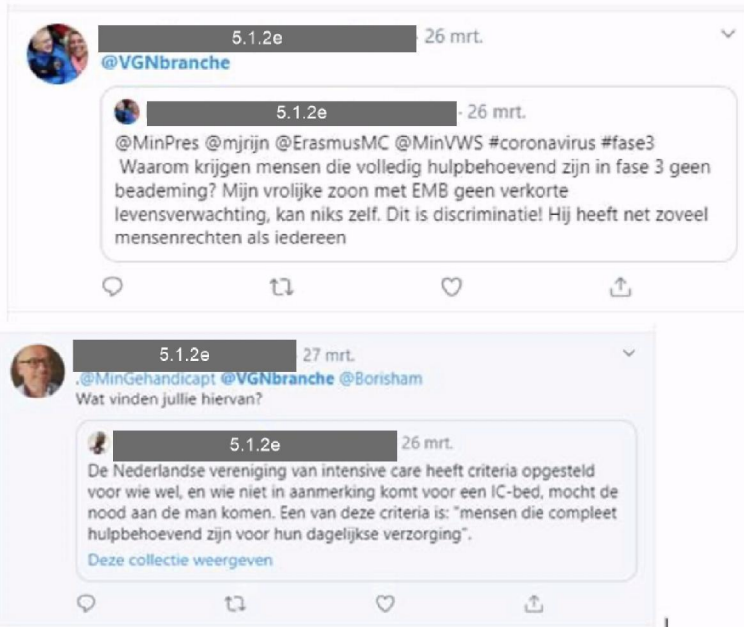 5.1.2e · 26 mrt.
@VGNbranche
5.1.2e · 26 mrt.
@MinPres @mjrijn @ErasmusMC @MinVWS #coronavirus #fase3
Waarom krijgen mensen die volledig hulpbehoevend zijn in fase 3 geen
beademing? Mijn vrolijke zoon met EMB geen verkorte
levensverwachting, kan niks zelf. Dit is discriminatie! Hij heeft net zoveel
mensenrechten als iedereen
5.1.2e 27 mrt.
.@MinGehandicapt @VGNbranche @Borisham
Wat vinden jullie hiervan?
5.1.2e 26 mrt.
De Nederlandse vereniging van intensive care heeft criteria opgesteld
voor wie wel, en wie niet in aanmerking komt voor een IC-bed, mocht de
nood aan de man komen. Een van deze criteria is: "mensen die compleet
hulpbehoevend zijn voor hun dagelijkse verzorging".
Deze collectie weergeven